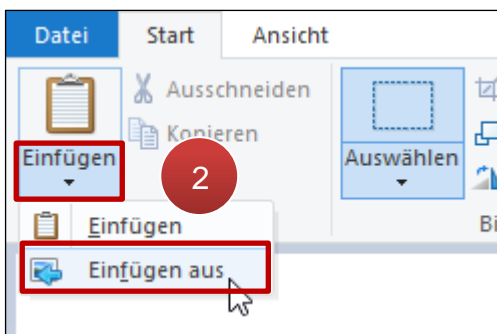 Datei Start Ansicht
Ausschneiden
Kopieren
Einfügen
Auswählen
2
Bi
Einfügen
Einfügen aus